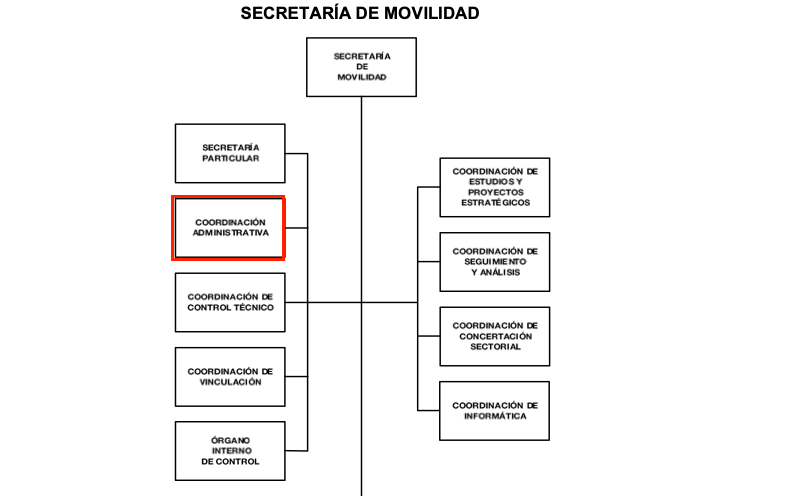 SECRETARÍA DE MOVILIDAD
SECRETARÍA
DE
MOVILIDAD
SECRETARÍA
PARTICULAR
COORDINACIÓN
ADMINISTRATIVA
COORDINACIÓN DE
CONTROL TÉCNICO
COORDINACIÓN DE
VINCULACIÓN
ÓRGANO
INTERNO
DE CONTROL
COORDINACIÓN DE
ESTUDIOS Y
PROYECTOS
ESTRATÉGICOS
COORDINACIÓN DE
SEGUIMIENTO
Y ANÁLISIS
COORDINACIÓN DE
CONCERTACIÓN
SECTORIAL
COORDINACIÓN DE
INFORMÁTICA